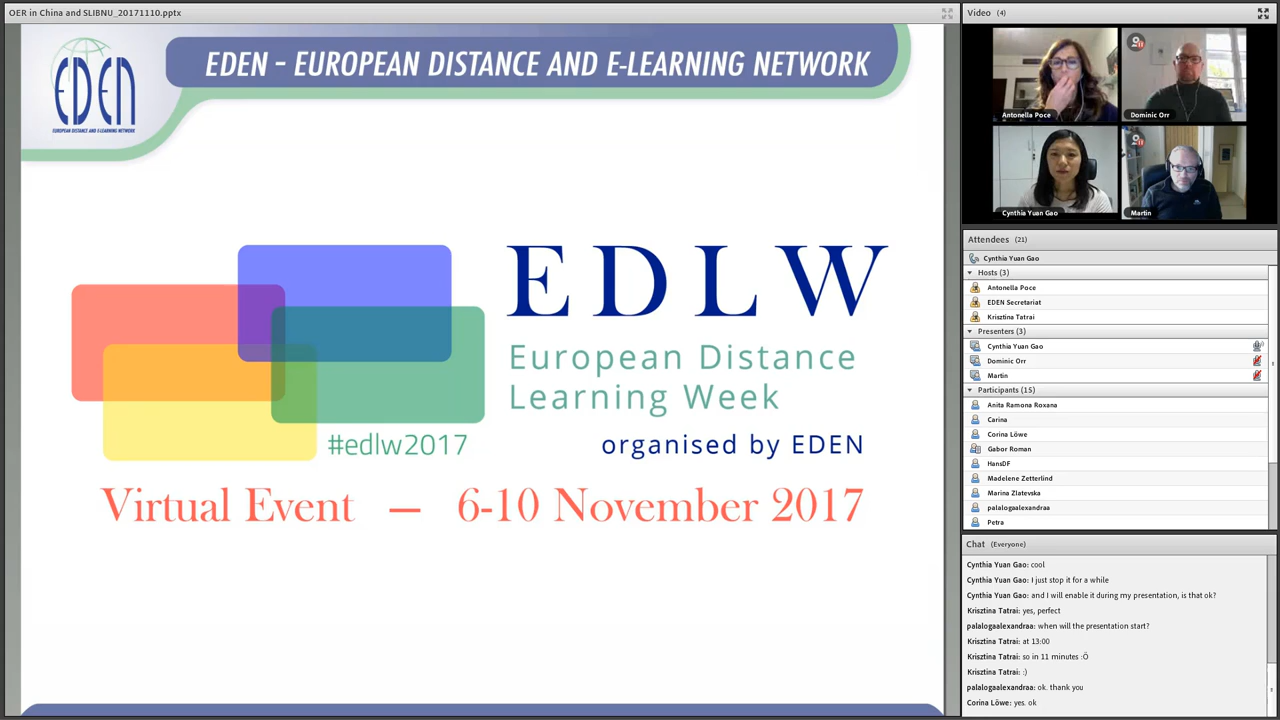 OER in China and SLIBNU_20171110.pptx
EDEN
EUROPEAN DISTANCE AND E-LEARNING NETWORK
EDEN – EUROPEAN DISTANCE AND E-LEARNING NETWORK
EDLW
European Distance
Learning Week
#edlw2017
organised by EDEN
Virtual Event — 6-10 November 2017
Video (4)
Antonella Poce
Dominic Orr
Cynthia Yuan Gao
Martin
Attendees (21)
Cynthia Yuan Gao
Hosts (3)
Antonella Poce
EDEN Secretariat
Krisztina Tatrai
Presenters (3)
Cynthia Yuan Gao
Dominic Orr
Martin
Participants (15)
Anita Ramona Roxana
Carina
Corina Löwe
Gabor Roman
HansDF
Madelene Zetterlind
Marina Zlatevska
palalogaalexandraa
Petra
Chat (Everyone)
Cynthia Yuan Gao: cool
Cynthia Yuan Gao: I just stop it for a while
Cynthia Yuan Gao: and I will enable it during my presentation, is that ok?
Krisztina Tatrai: yes, perfect
palalogaalexandraa: when will the presentation start?
Krisztina Tatrai: at 13:00
Krisztina Tatrai: so in 11 minutes :Ö
Krisztina Tatrai: :)
palalogaalexandraa: ok. thank you
Corina Löwe: yes. ok